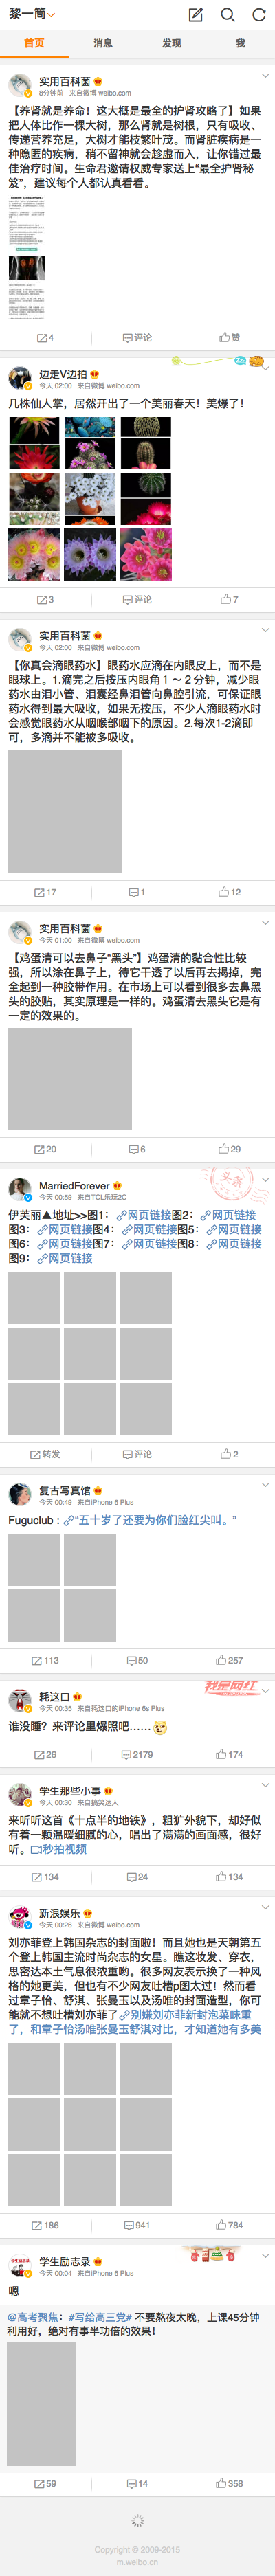 黎一筒
首页 消息 发现 我
实用百科菌
6分钟前 来自微博 weibo.com
【养肾就是养命！这大概是最全的护肾攻略了】如果
把人体比作一棵大树，那么肾就是树根，只有吸收、
传递营养充足，大树才能枝繁叶茂。而肾脏疾病是一
种隐匿的疾病，稍不留神就会趁虚而入，让你错过最
佳治疗时间。生命君邀请权威专家送上“最全护肾秘
笈”，建议每个人都认真看看。
4 评论 赞
边走V边拍
今天 02:00 来自微博 weibo.com
几株仙人掌，居然开出了一个美丽春天！美爆了！
3 评论 7
实用百科菌
今天 02:00 来自微博 weibo.com
【你真会滴眼药水】眼药水应滴在内眼皮上，而不是
眼球上。1.滴完之后按压内眼角１～２分钟，减少眼
药水由泪小管、泪囊经鼻泪管向鼻腔引流，可保证眼
药水得到最大吸收，如果无按压，不少人滴眼药水时
会感觉眼药水从咽喉部咽下的原因。2.每次1-2滴即
可，多滴并不能被多吸收。
17 1 12
实用百科菌
今天 01:00 来自微博 weibo.com
【鸡蛋清可以去鼻子“黑头”】鸡蛋清的黏合性比较
强，所以涂在鼻子上，待它干透了以后再去揭掉，完
全起到一种胶带作用。在市场上可以看到很多去鼻黑
头的胶贴，其实原理是一样的。鸡蛋清去黑头它是有
一定的效果的。
20 6 29
头条
MarriedForever
今天 00:59 来自TCL乐玩2C
伊芙丽▲地址>>图1：网页链接图2：网页链接
图3：网页链接图4：网页链接图5：网页链接
图6：网页链接图7：网页链接图8：网页链接
图9：网页链接
转发 评论 2
复古写真馆
今天 00:49 来自iPhone 6 Plus
Fuguclub：“五十岁了还要为你们脸红尖叫。”
113 50 257
我是网红
耗这口
今天 00:35 来自耗这口的iPhone 6s Plus
谁没睡？来评论里爆照吧……
26 2179 174
学生那些小事
今天 00:30 来自搞笑达人
来听听这首《十点半的地铁》，粗犷外貌下，却好似
有着一颗温暖细腻的心，唱出了满满的画面感，很好
听。秒拍视频
134 24 134
新浪娱乐
今天 00:26 来自微博 weibo.com
刘亦菲登上韩国杂志的封面啦！而且她也是天朝第五
个登上韩国主流时尚杂志的女星。瞧这妆发、穿衣，
思密达本土气息很浓重哟。很多网友表示换了一种风
格的她更美，但也有不少网友吐槽p图太过！然而看
过章子怡、舒淇、张曼玉以及汤唯的封面造型，你可
能就不想吐槽刘亦菲了别嫌刘亦菲新封泡菜味重
了，和章子怡汤唯张曼玉舒淇对比，才知道她有多美
186 941 784
学生励志录
今天 00:04 来自iPhone 6 Plus
嗯
@高考聚焦：#写给高三党# 不要熬夜太晚，上课45分钟
利用好，绝对有事半功倍的效果！
59 14 358
Copyright © 2009-2015
m.weibo.cn